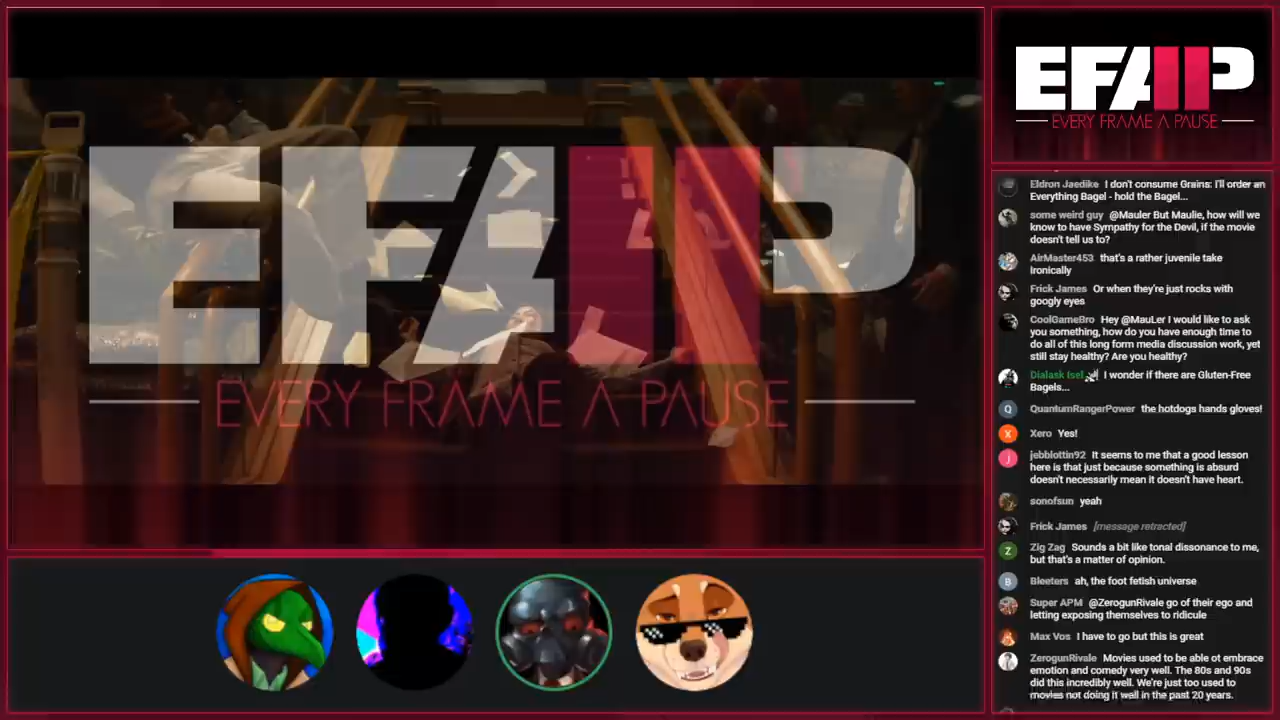 EFAP
EVERY FRAME A PAUSE
EFAP
EVERY FRAME A PAUSE
Eldron Jaedike I don't consume Grains: I'll order an
Everything Bagel - hold the Bagel...
some weird guy @Mauler But Maulie, how will we
know to have Sympathy for the Devil, if the movie
doesn't tell us to?
AirMaster453 that's a rather juvenile take
ironically
Frick James Or when they're just rocks with
googly eyes
CoolGameBro Hey @MauLer I would like to ask
you something, how do you have enough time to
do all of this long form media discussion work, yet
still stay healthy? Are you healthy?
Dialask Isel I wonder if there are Gluten-Free
Bagels...
Q QuantumRangerPower the hotdogs hands gloves!
X Xero Yes!
J jebblottin92 It seems to me that a good lesson
here is that just because something is absurd
doesn't necessarily mean it doesn't have heart.
sonofsun yeah
Frick James [message retracted]
Z Zig Zag Sounds a bit like tonal dissonance to me,
but that's a matter of opinion.
B Bleeters ah, the foot fetish universe
Super APM @ZerogunRivale go of their ego and
letting exposing themselves to ridicule
Max Vos I have to go but this is great
ZerogunRivale Movies used to be able ot embrace
emotion and comedy very well. The 80s and 90s
did this incredibly well. We're just too used to
movies not doing it well in the past 20 years.